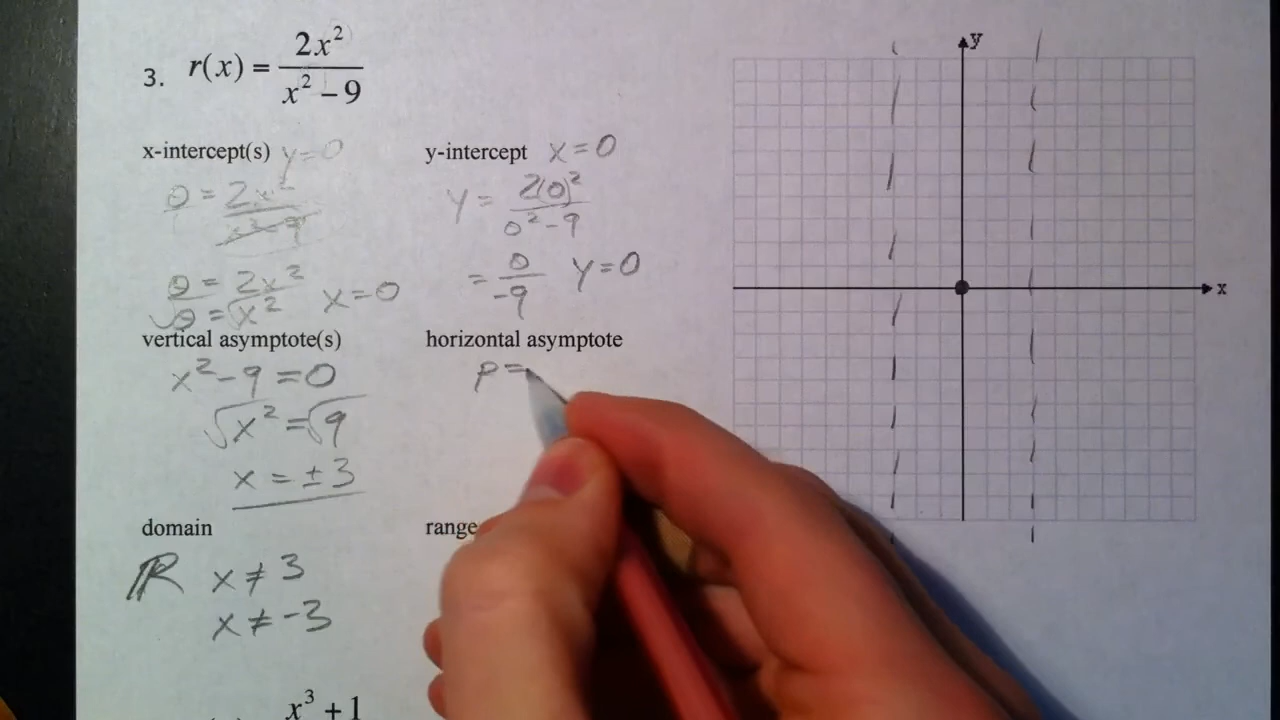 3. r(x) = 2x² / x² − 9
x-intercept(s) y=0
0 = 2x² / x²−9
0 = 2x²
√0 = √x² x=0
y-intercept x=0
y = 2(0)² / 0²−9
= 0 / −9 y=0
vertical asymptote(s)
x²−9=0
√x² = √9
x = ±3
horizontal asymptote
P=
domain
ℝ x≠3
x≠−3
range
x³ + 1
y
x